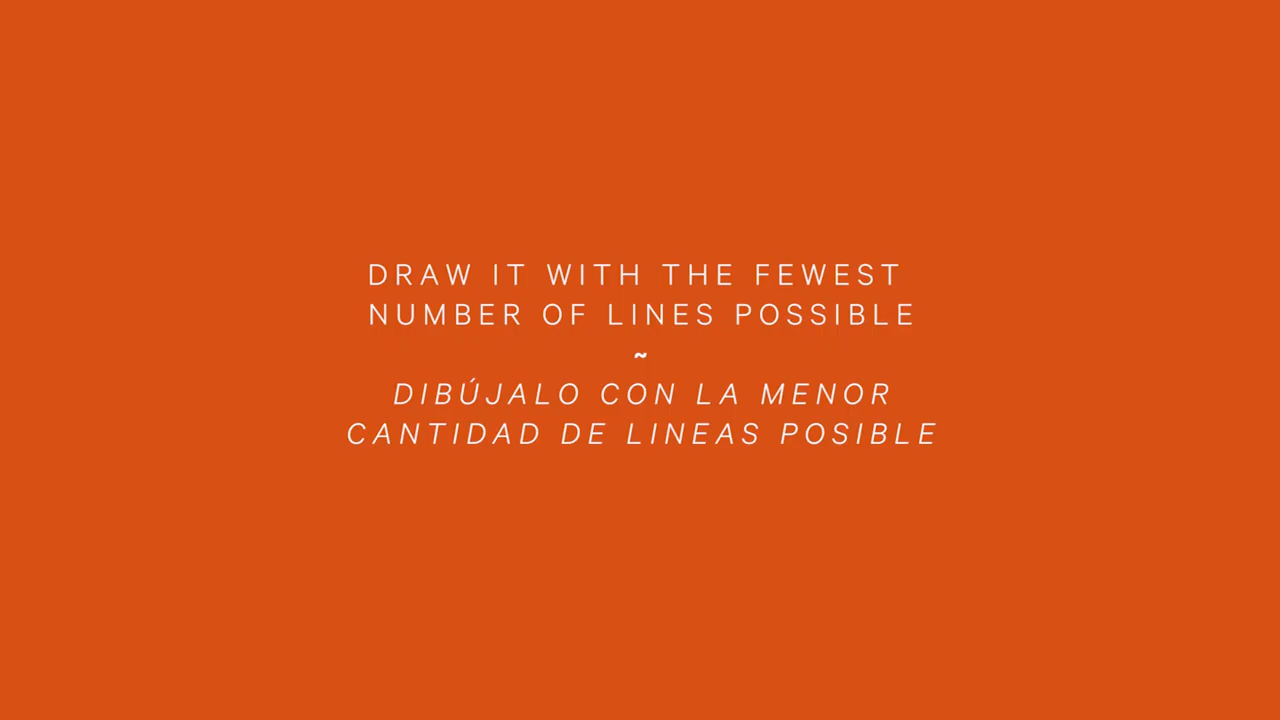 DRAW IT WITH THE FEWEST
NUMBER OF LINES POSSIBLE
~
DIBÚJALO CON LA MENOR
CANTIDAD DE LINEAS POSIBLE